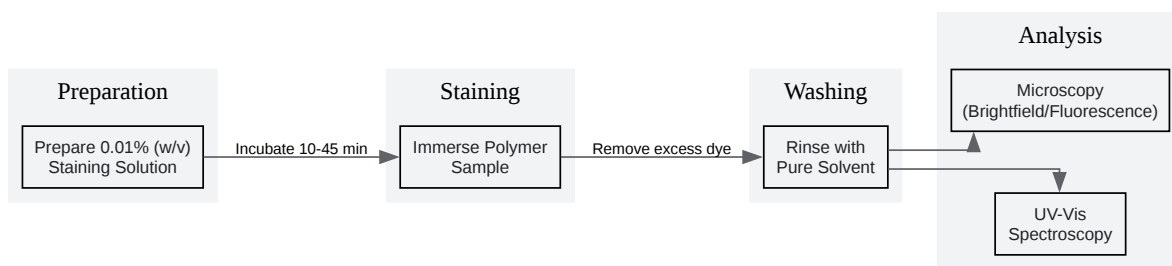 Preparation
Prepare 0.01% (w/v)
Staining Solution
Incubate 10-45 min
Staining
Immerse Polymer
Sample
Remove excess dye
Washing
Rinse with
Pure Solvent
Analysis
Microscopy
(Brightfield/Fluorescence)
UV-Vis
Spectroscopy